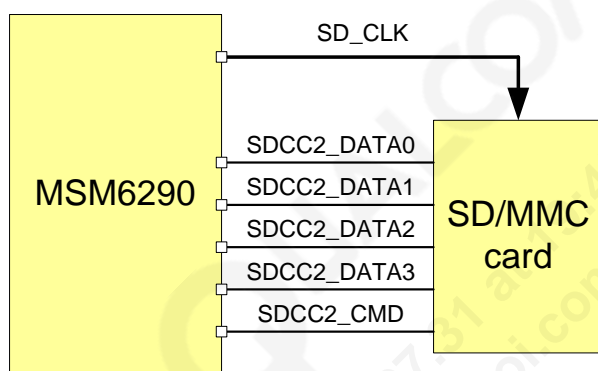 SD_CLK
SDCC2_DATA0
SDCC2_DATA1
MSM6290
SDCC2_DATA2
SD/MMC
card
SDCC2_DATA3
SDCC2_CMD